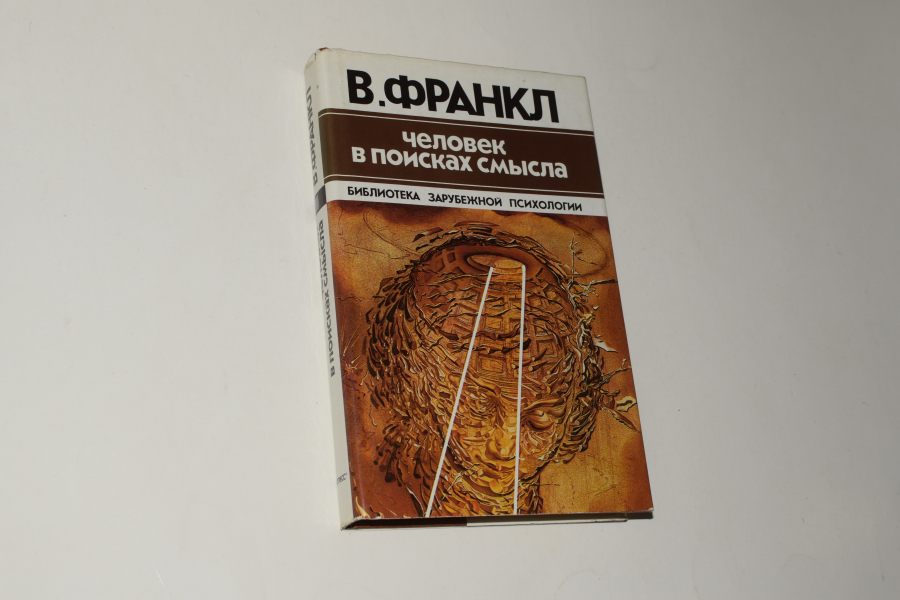 В.ФРАНКЛ
человек
в поисках смысла
БИБЛИОТЕКА ЗАРУБЕЖНОЙ ПСИХОЛОГИИ
В.ФРАНКЛ
в поисках смысла